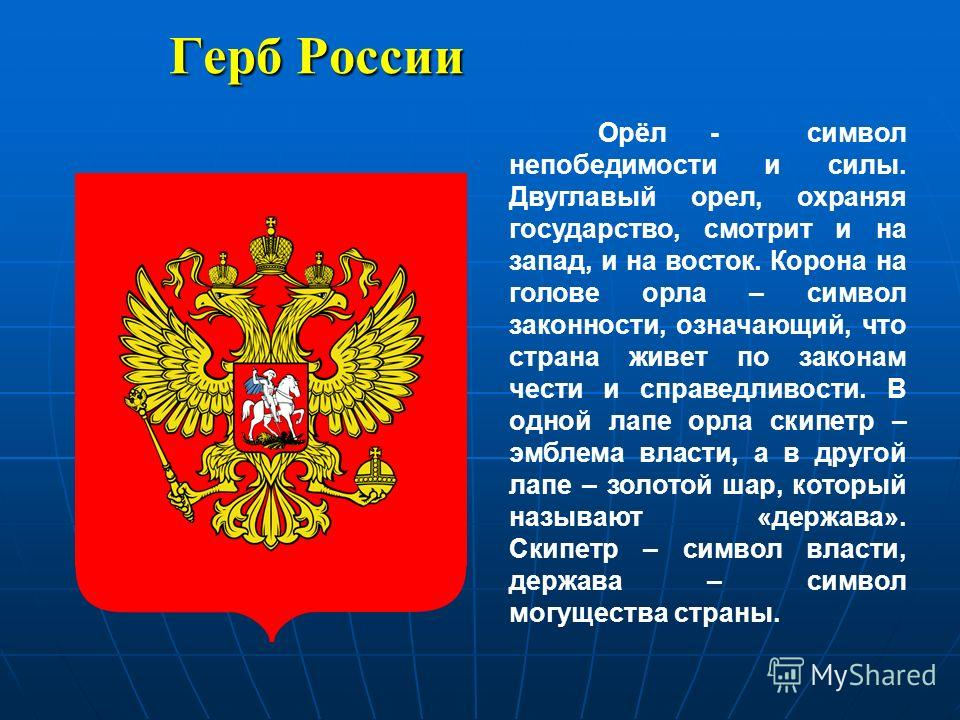 Герб России
Орёл - символ
непобедимости и силы.
Двуглавый орел, охраняя
государство, смотрит и на
запад, и на восток. Корона на
голове орла – символ
законности, означающий, что
страна живет по законам
чести и справедливости. В
одной лапе орла скипетр –
эмблема власти, а в другой
лапе – золотой шар, который
называют «держава».
Скипетр – символ власти,
держава – символ
могущества страны.
MyShared